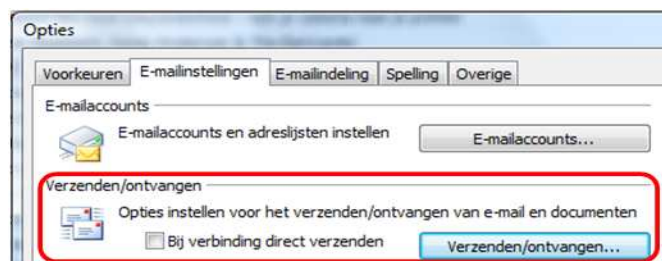 Opties
Voorkeuren E-mailinstellingen E-mailindeling Spelling Overige
E-mailaccounts
E-mailaccounts en adreslijsten instellen E-mailaccounts...
Verzenden/ontvangen
Opties instellen voor het verzenden/ontvangen van e-mail en documenten
Bij verbinding direct verzenden Verzenden/ontvangen...